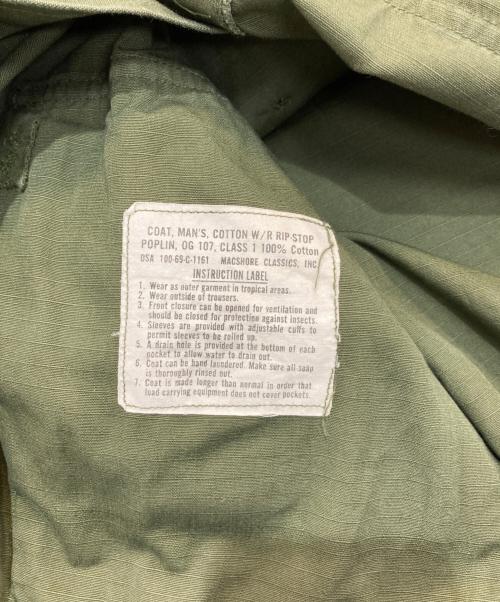 COAT, MAN'S, COTTON W/R RIP-STOP
POPLIN, OG 107, CLASS 1 100% Cotton
DSA 100-69-C-1161 MACSHORE CLASSICS, INC
INSTRUCTION LABEL
1. Wear as outer garment in tropical areas.
2. Wear outside of trousers.
3. Front closure can be opened for ventilation and
should be closed for protection against insects.
4. Sleeves are provided with adjustable cuffs to
permit sleeves to be rolled up.
5. A drain hole is provided at the bottom of each
pocket to allow water to drain out.
6. Coat can be hand laundered. Make sure all soap
is thoroughly rinsed out.
7. Coat is made longer than normal in order that
load carrying equipment does not cover pockets.